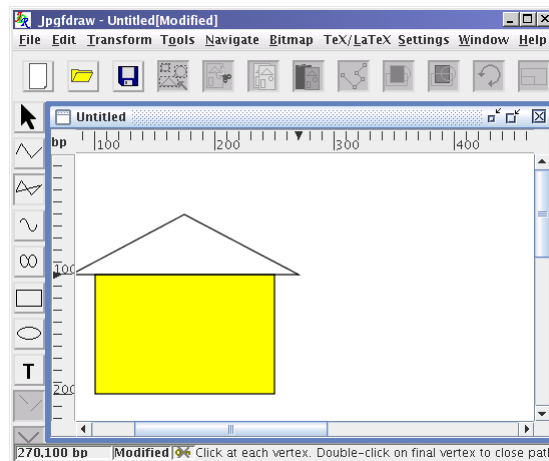 Jpgfdraw - Untitled[Modified]
File Edit Transform Tools Navigate Bitmap TeX/LaTeX Settings Window Help
Untitled
bp 100 200 300 400
100
T
200
270,100 bp Modified Click at each vertex. Double-click on final vertex to close pat